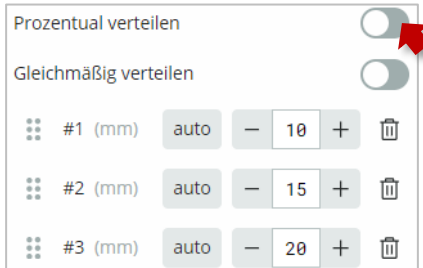 Prozentual verteilen
Gleichmäßig verteilen
#1 (mm) auto — 10 +
#2 (mm) auto — 15 +
#3 (mm) auto — 20 +